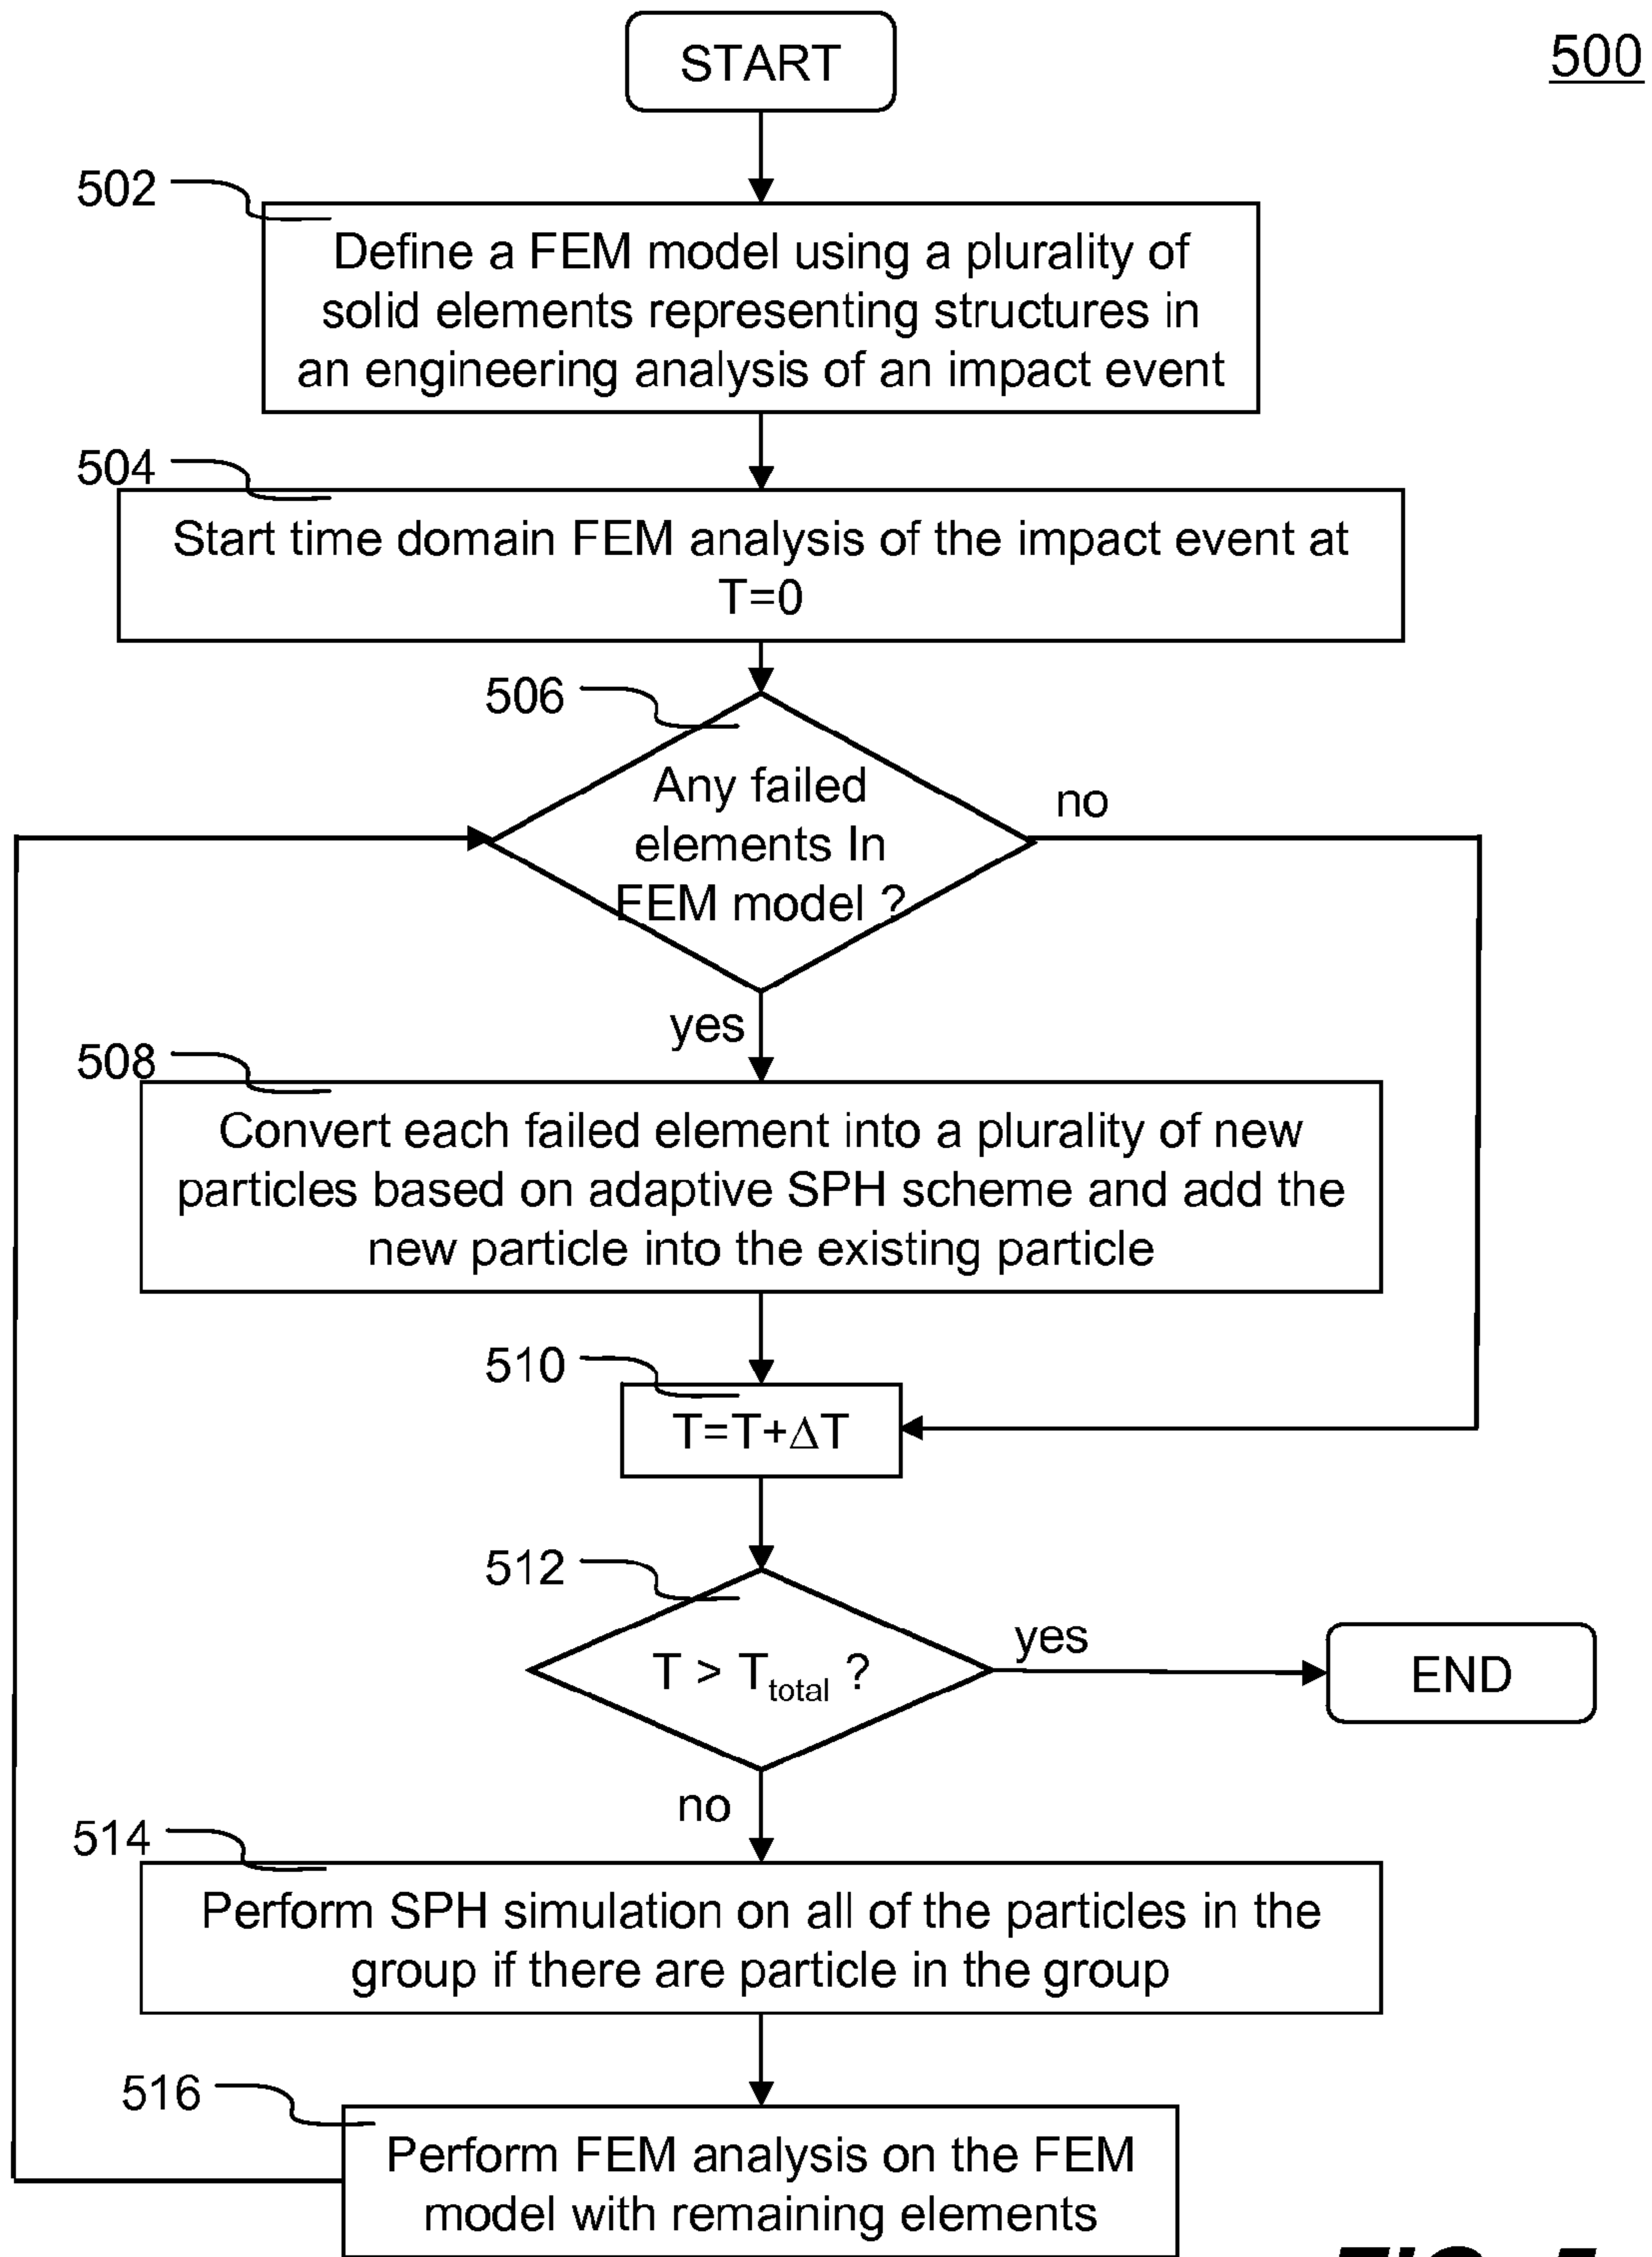 START
500
502
Define a FEM model using a plurality of
solid elements representing structures in
an engineering analysis of an impact event
504
Start time domain FEM analysis of the impact event at
T=0
506
Any failed
elements In
FEM model ?
no
yes
508
Convert each failed element into a plurality of new
particles based on adaptive SPH scheme and add the
new particle into the existing particle
510
T=T+ΔT
512
T > Ttotal ?
yes
END
no
514
Perform SPH simulation on all of the particles in the
group if there are particle in the group
516
Perform FEM analysis on the FEM
model with remaining elements